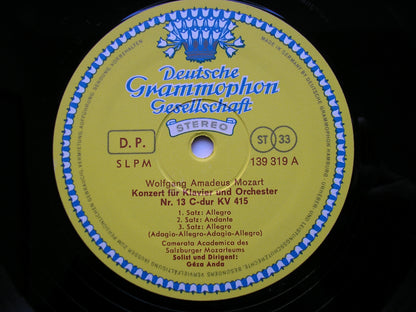 Deutsche
Grammophon
Gesellschaft
STEREO
D. P.
ST 33
SLPM
139 319 A
Wolfgang Amadeus Mozart
Konzert für Klavier und Orchester
Nr. 13 C-dur KV 415
1. Satz: Allegro
2. Satz: Andante
3. Satz: Allegro
(Adagio-Allegro-Adagio-Allegro)
Camerata Academica des
Salzburger Mozarteums
Solist und Dirigent:
Géza Anda